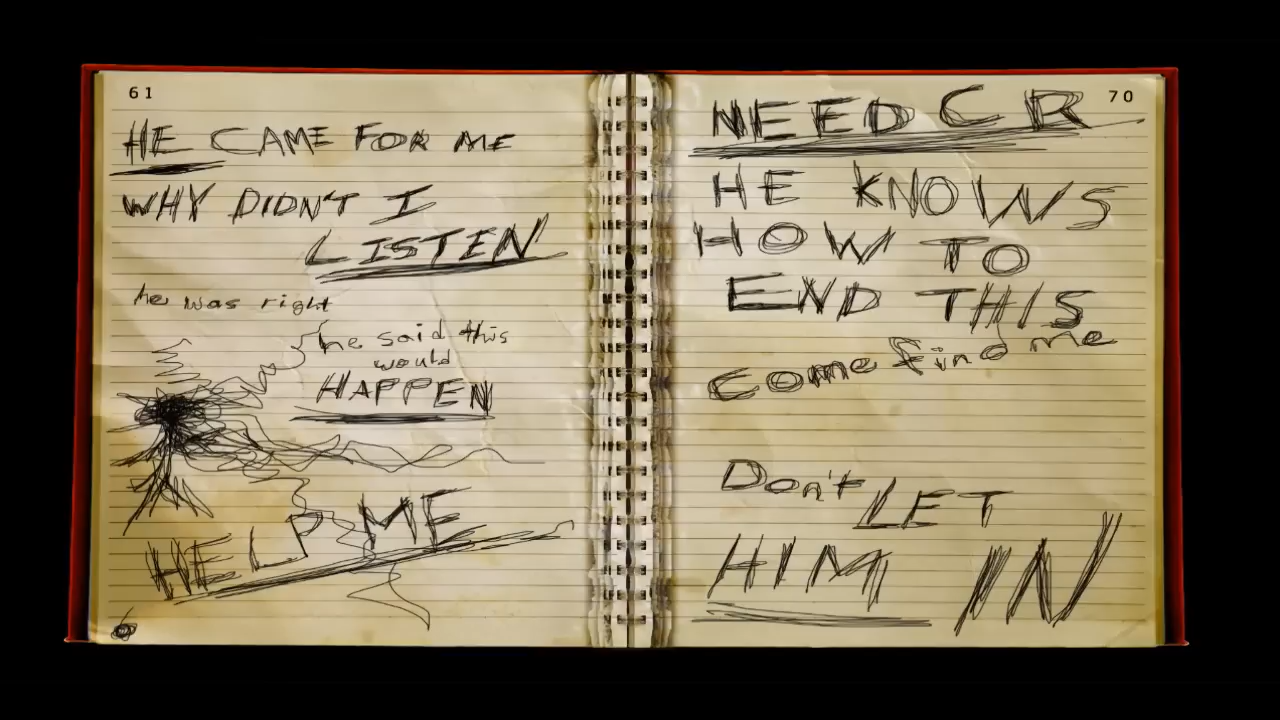 61
HE CAME FOR ME
WHY DIDN'T I
LISTEN
he was right
he said this
would
HAPPEN
HELP ME
70
NEED CR
HE KNOWS
HOW TO
END THIS
come find me
Don't LET
HIM IN